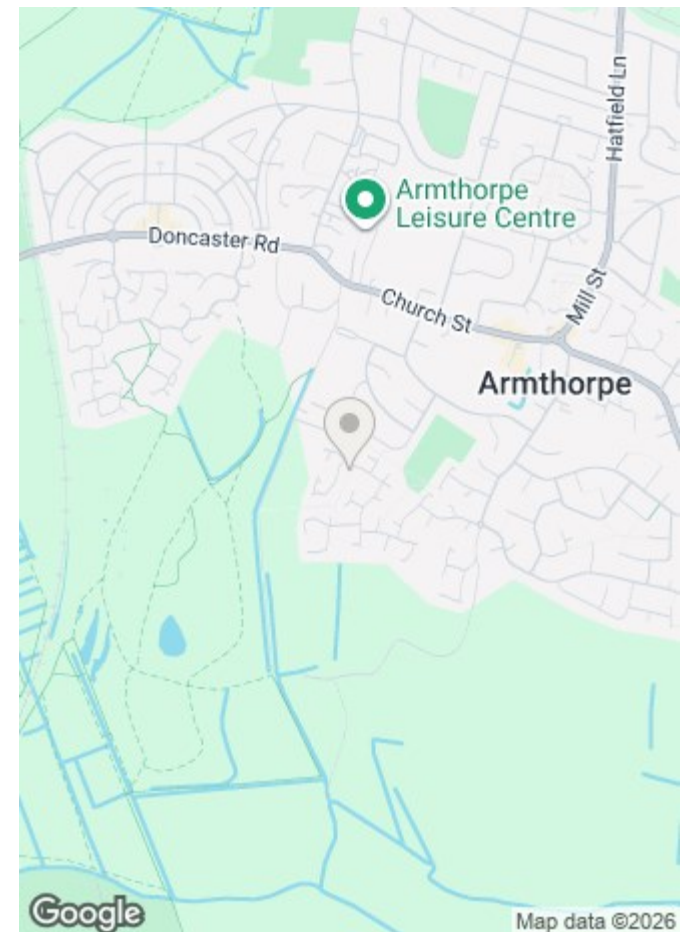 Hatfield Ln
Armthorpe
Leisure Centre
Doncaster Rd
Church St
Mill St
Armthorpe
Google
Map data ©2026